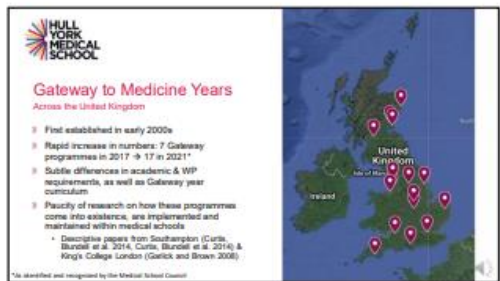 HULL
YORK
MEDICAL
SCHOOL
Gateway to Medicine Years
Across the United Kingdom
First established in early 2000s
Rapid increase in numbers: 7 Gateway
programmes in 2017 → 17 in 2021*
Subtle differences in academic & WP
requirements, as well as Gateway year
curriculum
Paucity of research on how these programmes
come into existence, are implemented and
maintained within medical schools
• Descriptive papers from Southampton (Curtis,
Blundell et al. 2014, Curtis, Blundell et al. 2014) &
King's College London (Garlick and Brown 2008)
*As identified and recognised by the Medical School Council
United
Kingdom
Isle of Man
Ireland